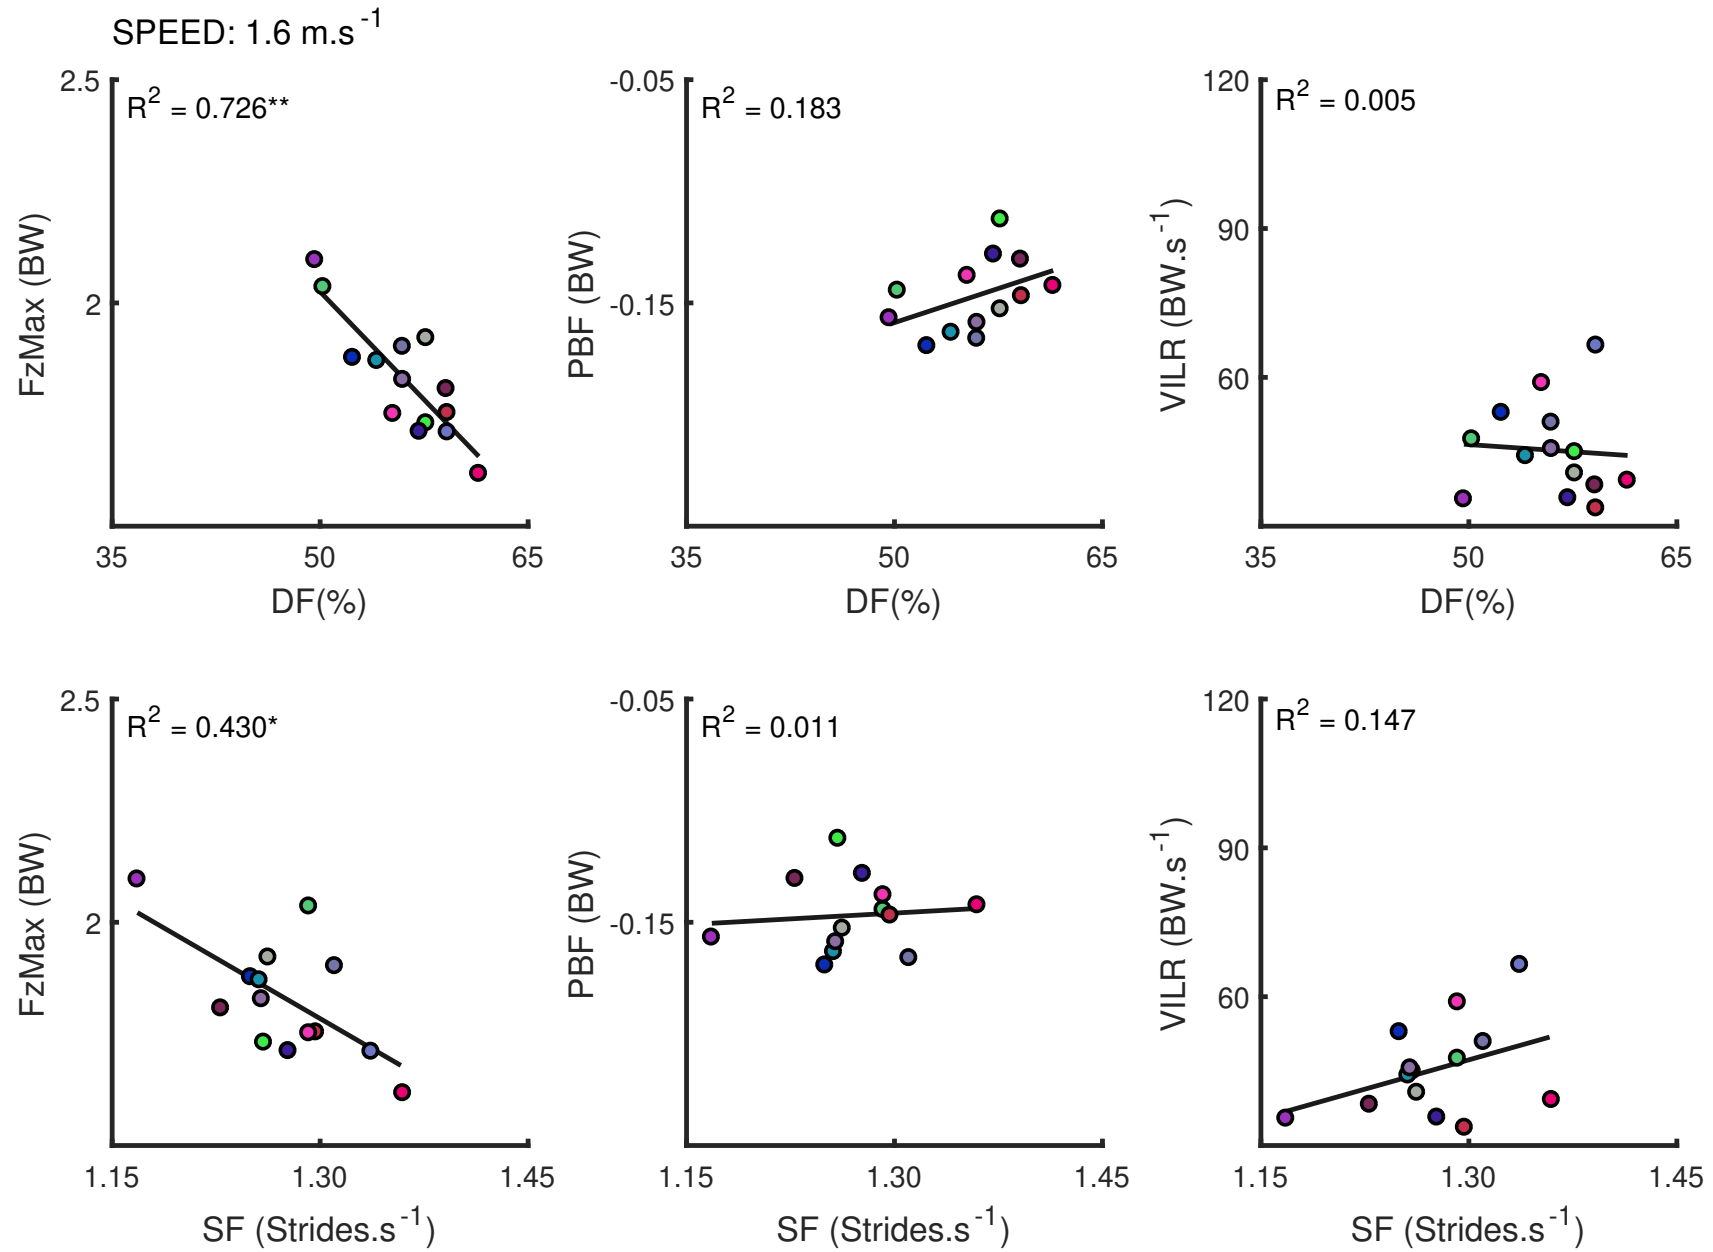 SPEED: 1.6 m.s⁻¹
2.5
R² = 0.726**
2
FzMax (BW)
35 50 65
DF(%)
-0.05
R² = 0.183
-0.15
PBF (BW)
35 50 65
DF(%)
120
R² = 0.005
90
60
VILR (BW.s⁻¹)
35 50 65
DF(%)
2.5
R² = 0.430*
2
FzMax (BW)
1.15 1.30 1.45
SF (Strides.s⁻¹)
-0.05
R² = 0.011
-0.15
PBF (BW)
1.15 1.30 1.45
SF (Strides.s⁻¹)
120
R² = 0.147
90
60
VILR (BW.s⁻¹)
1.15 1.30 1.45
SF (Strides.s⁻¹)